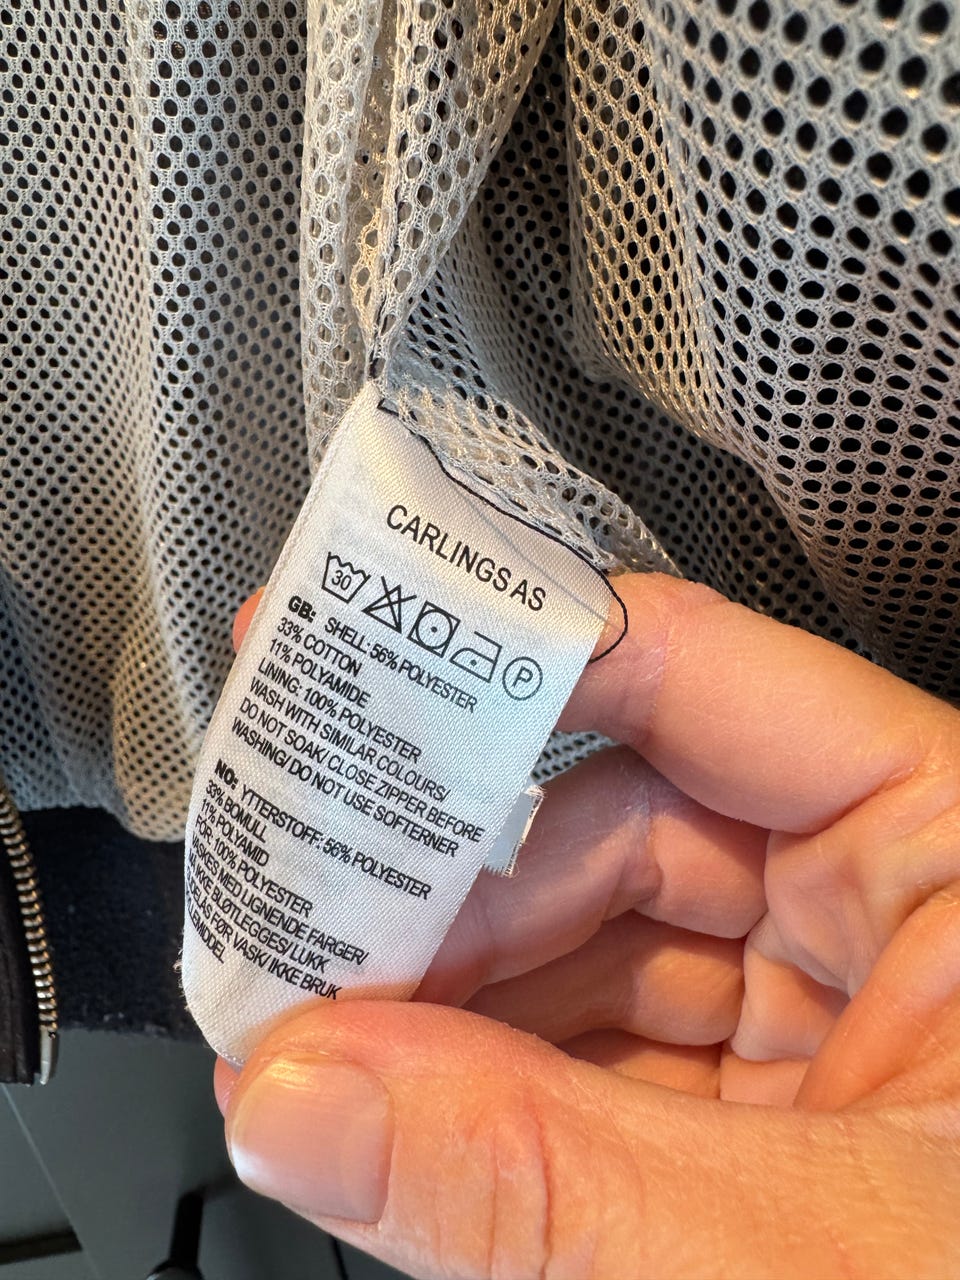 CARLINGS AS
30 P
GB: SHELL: 56% POLYESTER
33% COTTON
11% POLYAMIDE
LINING: 100% POLYESTER
WASH WITH SIMILAR COLOURS/
DO NOT SOAK/ CLOSE ZIPPER BEFORE
WASHING/ DO NOT USE SOFTERNER
NO: YTTERSTOFF: 56% POLYESTER
33% BOMULL
11% POLYAMID
FÔR: 100% POLYESTER
MED LIGNENDE FARGER/
IKKE BLØTLEGGES/ LUKK
FØR VASK/ IKKE BRUK